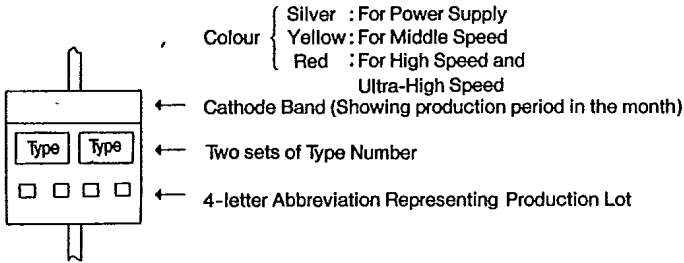 Silver : For Power Supply
Colour Yellow : For Middle Speed
Red : For High Speed and
Ultra-High Speed
Cathode Band (Showing production period in the month)
Type Type Two sets of Type Number
4-letter Abbreviation Representing Production Lot